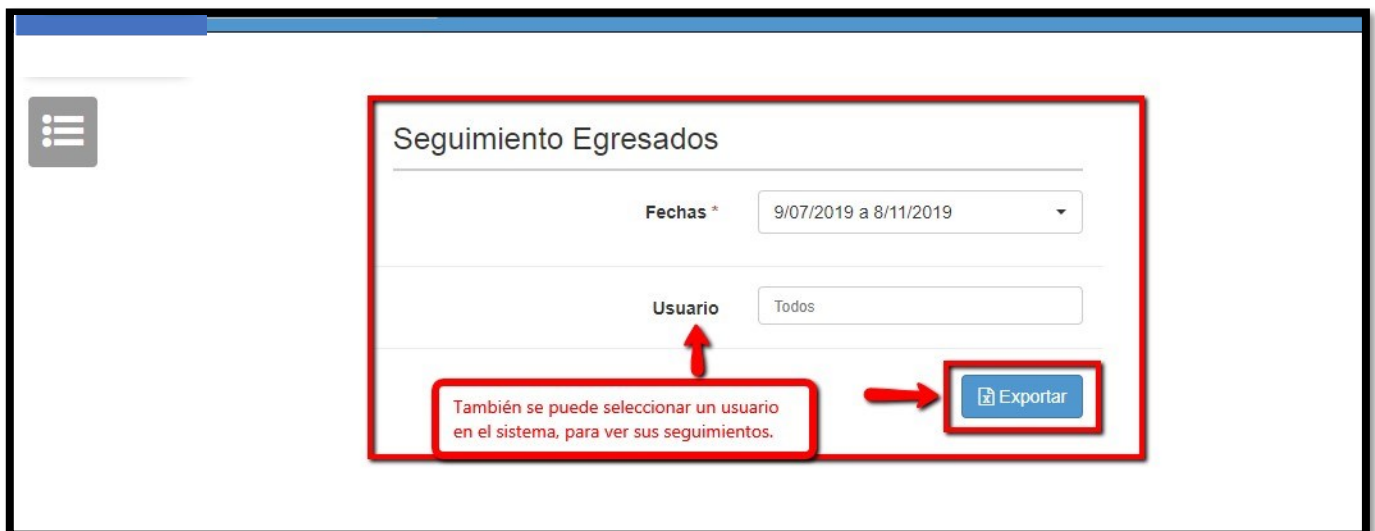 Seguimiento Egresados
Fechas * 9/07/2019 a 8/11/2019
Usuario Todos
También se puede seleccionar un usuario
en el sistema, para ver sus seguimientos.
Exportar